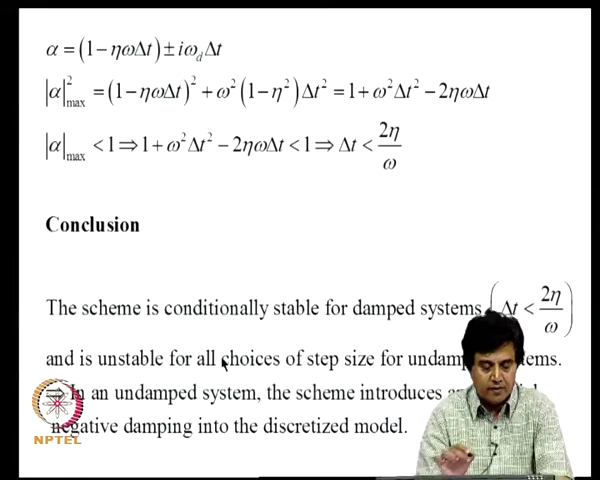 α = (1 − ηωΔt) ± iω_dΔt
|α|²_max = (1 − ηωΔt)² + ω²(1 − η²)Δt² = 1 + ω²Δt² − 2ηωΔt
|α|_max < 1 ⇒ 1 + ω²Δt² − 2ηωΔt < 1 ⇒ Δt < 2η/ω
Conclusion
The scheme is conditionally stable for damped systems (Δt < 2η/ω)
and is unstable for all choices of step size for
⇒ In an undamped system, the scheme introduces
negative damping into the discretized model.
NPTEL